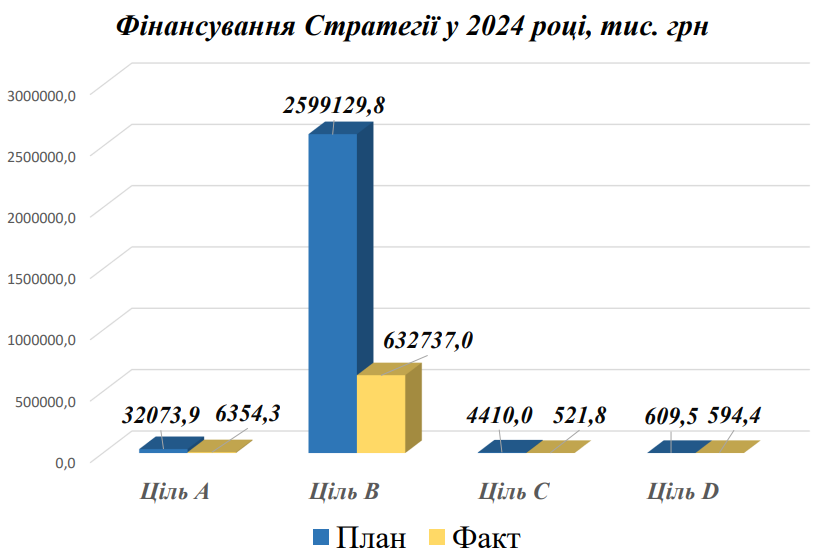 Фінансування Стратегії у 2024 році, тис. грн
3000000,0
2500000,0
2000000,0
1500000,0
1000000,0
500000,0
0,0
2599129,8
632737,0
32073,9 6354,3 4410,0 521,8 609,5 594,4
Ціль A Ціль B Ціль C Ціль D
План Факт